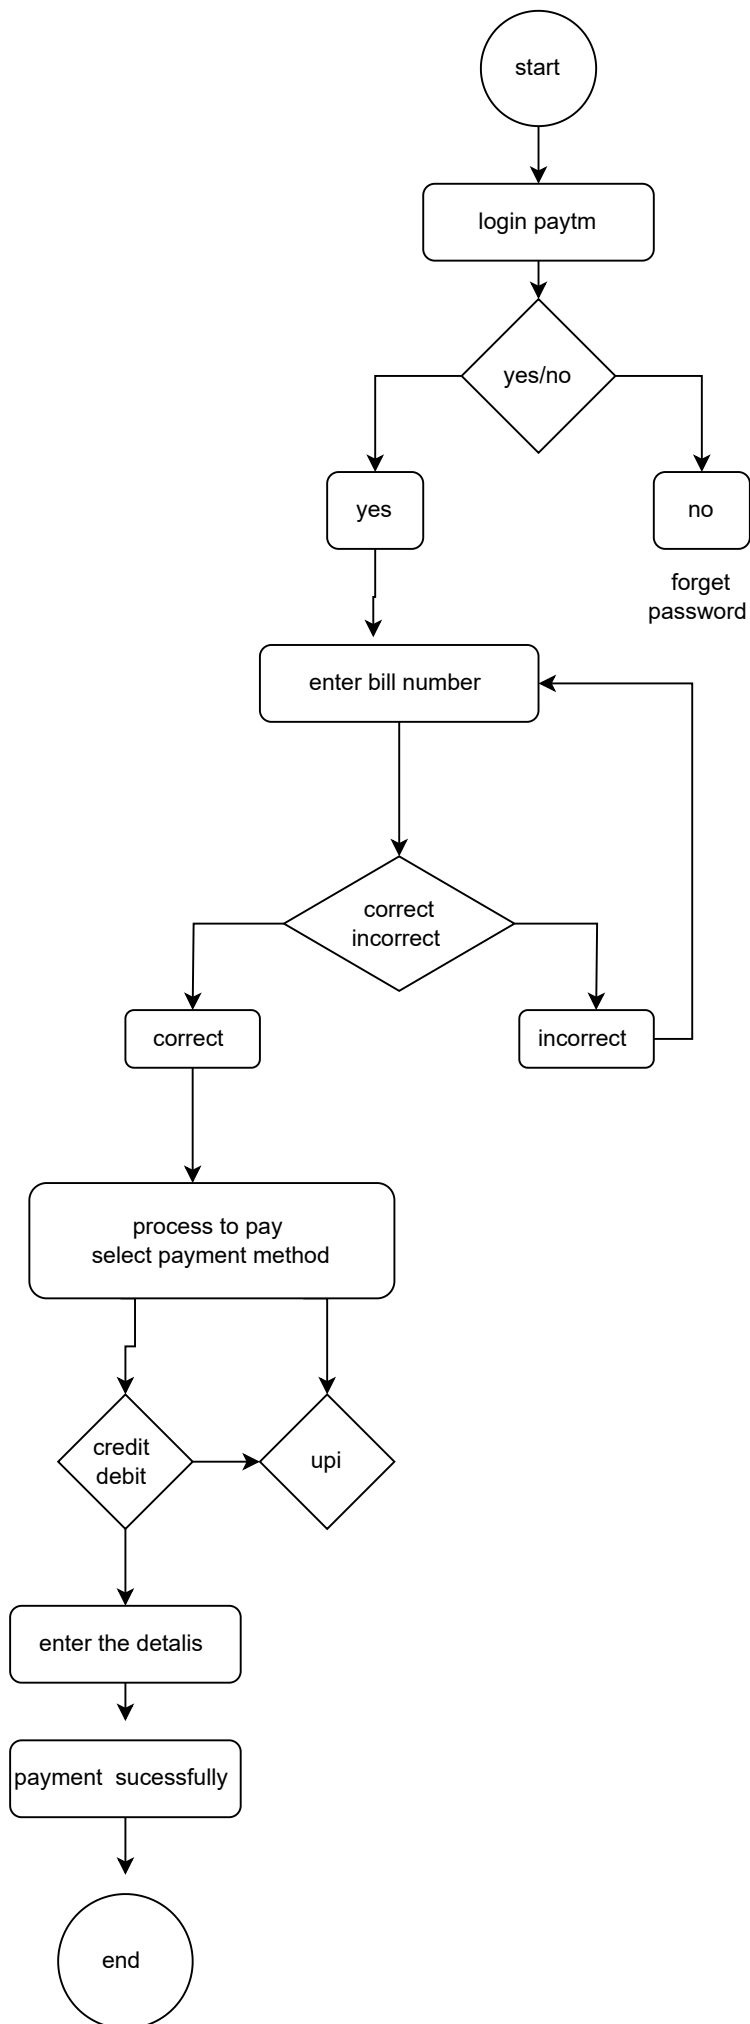 start
login paytm
yes/no
yes
no
forget
password
enter bill number
correct
incorrect
correct
incorrect
process to pay
select payment method
credit
debit
upi
enter the detalis
payment  sucessfully
end